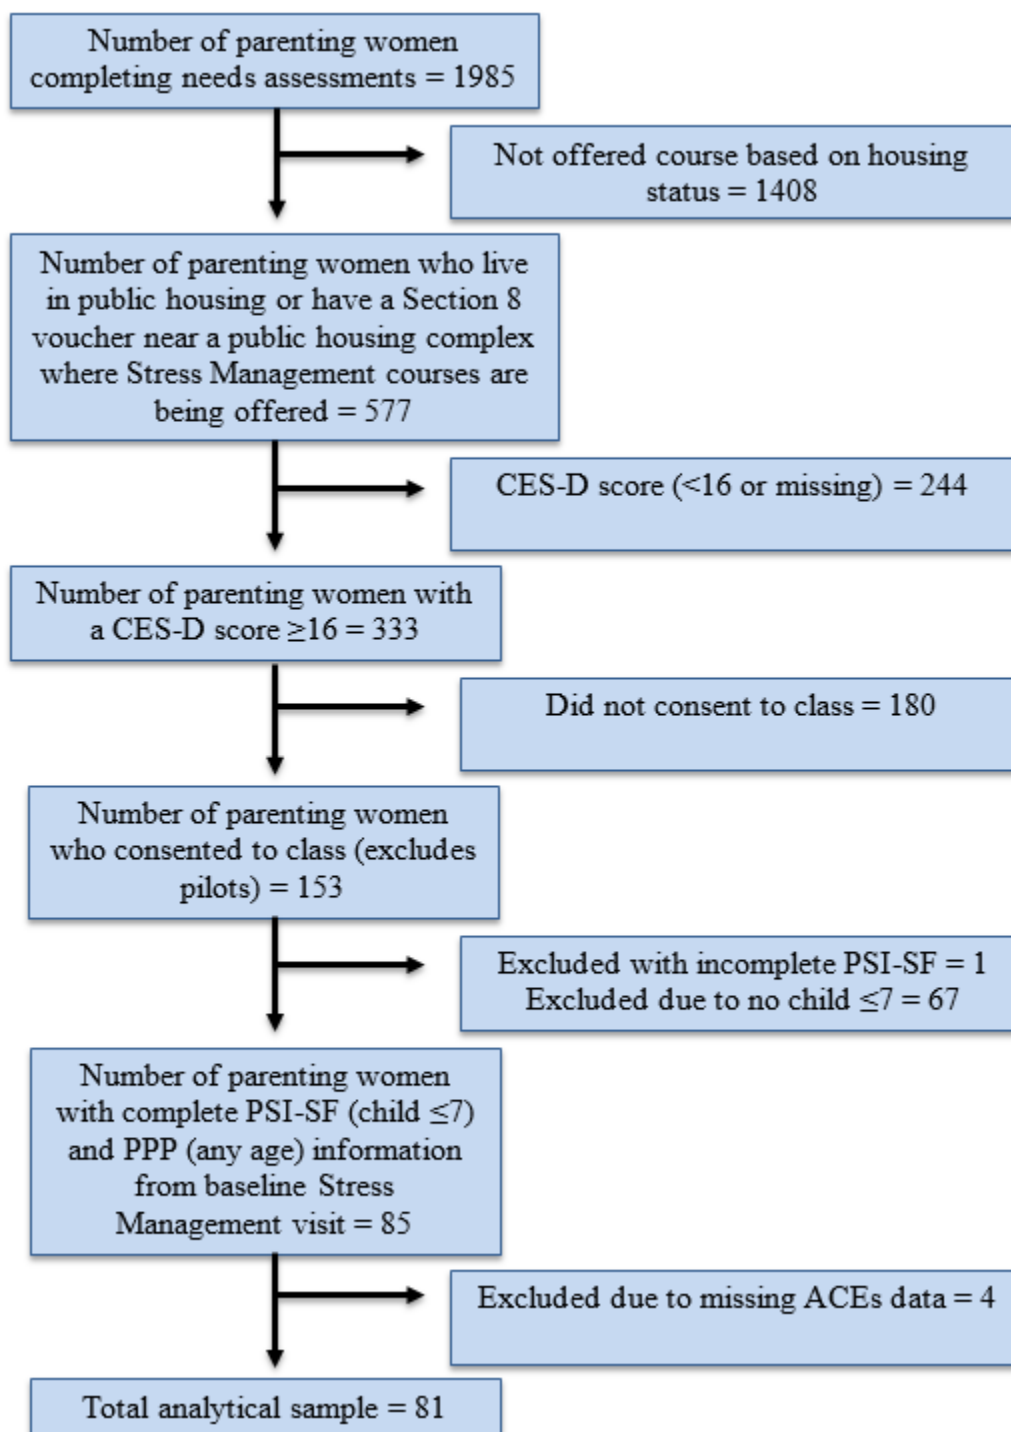 Number of parenting women
completing needs assessments = 1985
Not offered course based on housing
status = 1408
Number of parenting women who live
in public housing or have a Section 8
voucher near a public housing complex
where Stress Management courses are
being offered = 577
CES-D score (<16 or missing) = 244
Number of parenting women with
a CES-D score ≥16 = 333
Did not consent to class = 180
Number of parenting women
who consented to class (excludes
pilots) = 153
Excluded with incomplete PSI-SF = 1
Excluded due to no child ≤7 = 67
Number of parenting women
with complete PSI-SF (child ≤7)
and PPP (any age) information
from baseline Stress
Management visit = 85
Excluded due to missing ACEs data = 4
Total analytical sample = 81